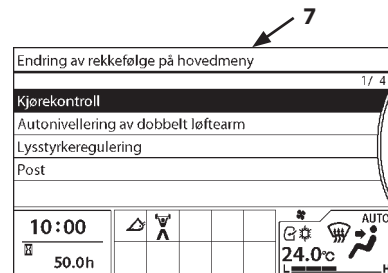 7
Endring av rekkefølge på hovedmeny
1/ 4
Kjørekontroll
Autonivellering av dobbelt løftearm
Lysstyrkeregulering
Post
10:00
50.0h
AUTO
24.0℃
L H